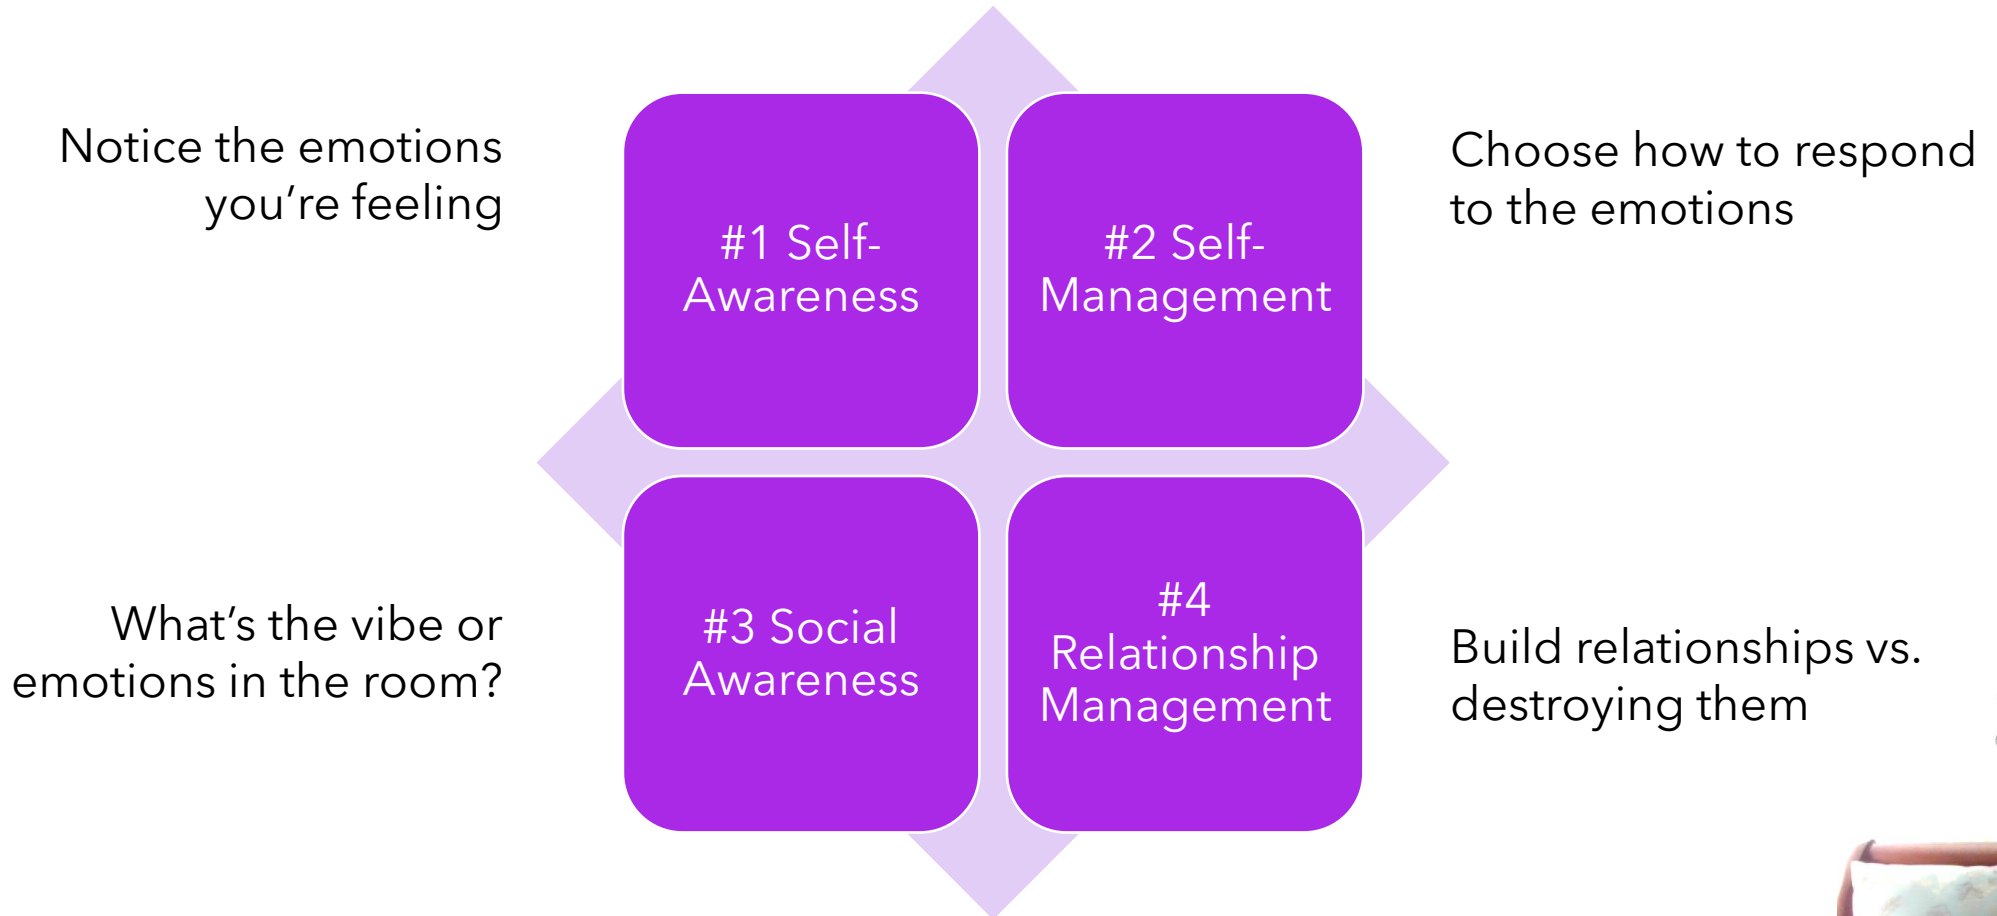 Notice the emotions
you’re feeling
#1 Self-
Awareness
#2 Self-
Management
Choose how to respond
to the emotions
What’s the vibe or
emotions in the room?
#3 Social
Awareness
#4
Relationship
Management
Build relationships vs.
destroying them